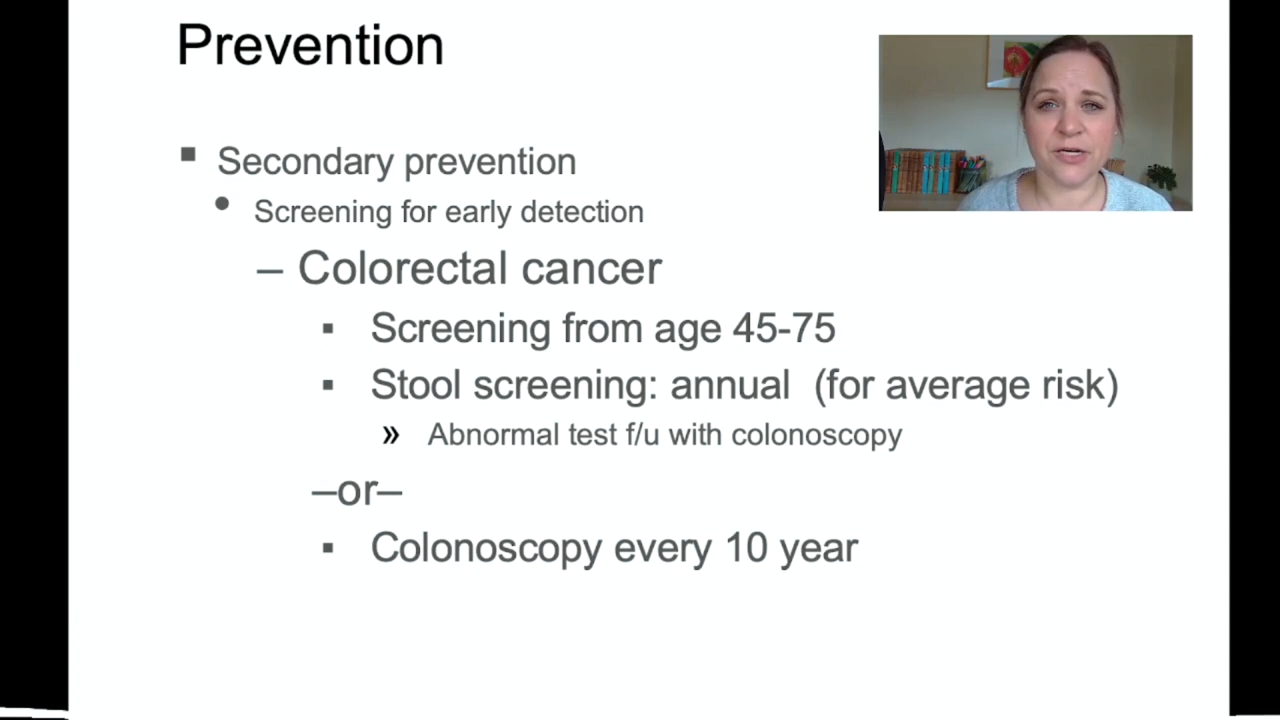 Prevention
▪ Secondary prevention
• Screening for early detection
– Colorectal cancer
▪ Screening from age 45-75
▪ Stool screening: annual (for average risk)
» Abnormal test f/u with colonoscopy
–or–
▪ Colonoscopy every 10 year